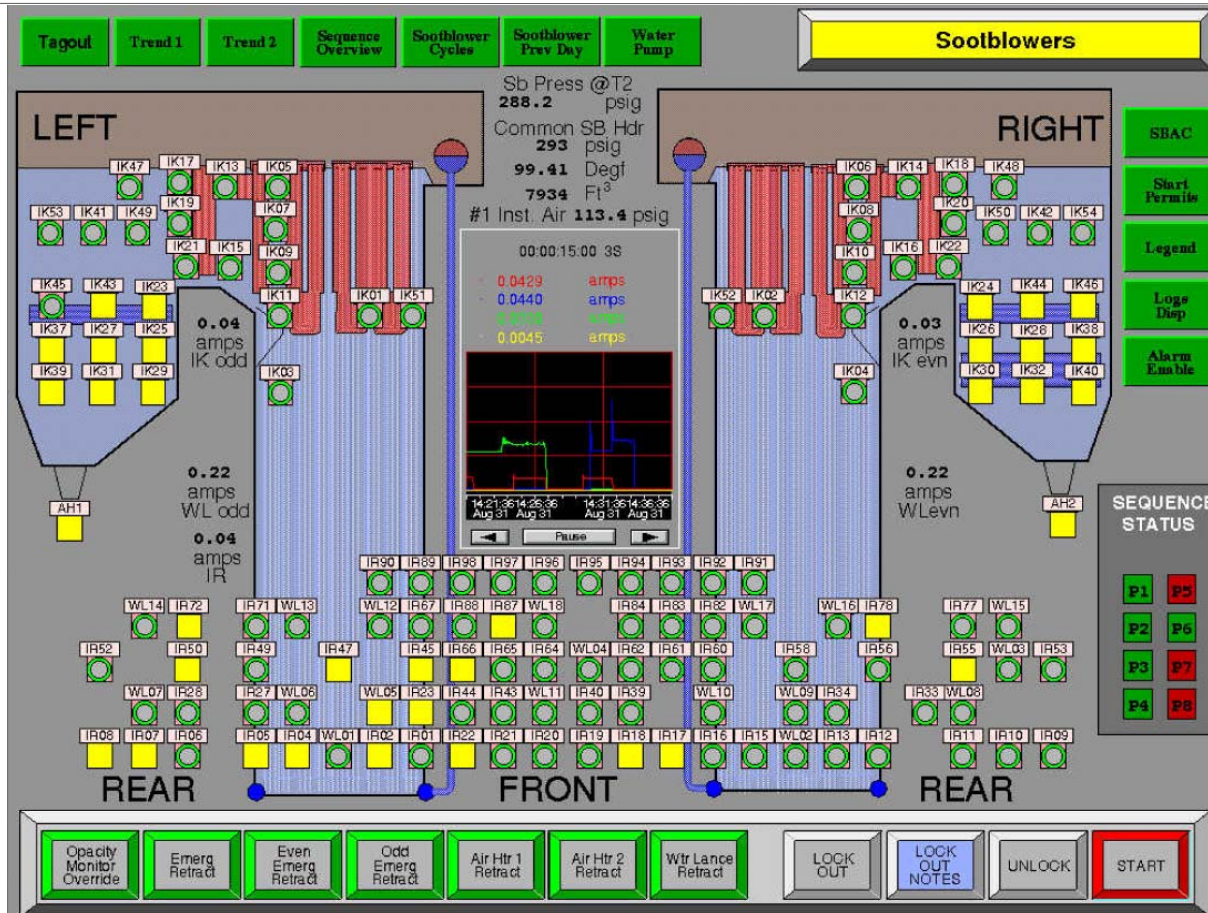 Tagout
Trend 1
Trend 2
Sequence
Overview
Sootblower
Cycles
Sootblower
Prev Day
Water
Pump
Sootblowers
Sb Press @T2
288.2 psig
Common SB Hdr
293 psig
99.41 Degf
7934 Ft3
#1 Inst. Air 113.4 psig
LEFT
RIGHT
SBAC
Start
Permits
Legend
Logs
Disp
Alarm
Enable
IK47 IK17 IK13 IK05
IK53 IK41 IK49 IK19 IK07
IK21 IK15 IK09
IK45 IK43 IK23 IK11 IK01 IK51
IK37 IK27 IK25
IK39 IK31 IK29 IK03
0.04
amps
IK odd
00:00:15:00 3S
0.0429 amps
0.0440 amps
amps
0.0045 amps
14:21:36 14:26:36 14:31:36 14:36:36
Aug 31 Aug 31 Aug 31 Aug 31
Pause
IK06 IK14 IK18 IK48
IK08 IK20 IK50 IK42 IK54
IK10 IK16 IK22
IK52 IK02 IK12 IK24 IK44 IK46
IK26 IK28 IK38
IK04 IK30 IK32 IK40
0.03
amps
IK evn
AH1
0.22
amps
WL odd
0.04
amps
IR
0.22
amps
WLevn
AH2
SEQUENCE
STATUS
P1 P5
P2 P6
P3 P7
P4 P8
IR90 IR89 IR98 IR97 IR96 IR95 IR94 IR93 IR92 IR91
WL14 IR72 IR71 WL13 WL12 IR67 IR88 IR87 WL18 IR84 IR83 IR82 WL17 WL16 IR78 IR77 WL15
IR52 IR50 IR49 IR47 IR45 IR66 IR65 IR64 WL04 IR62 IR61 IR60 IR58 IR56 IR55 WL03 IR53
WL07 IR28 IR27 WL06 WL05 IR23 IR44 IR43 WL11 IR40 IR39 WL10 WL09 IR34 IR33 WL08
IR08 IR07 IR06 IR05 IR04 WL01 IR02 IR01 IR22 IR21 IR20 IR19 IR18 IR17 IR16 IR15 WL02 IR13 IR12 IR11 IR10 IR09
REAR
FRONT
REAR
Opacity
Monitor
Override
Emerg
Retract
Even
Emerg
Retract
Odd
Emerg
Retract
Air Htr 1
Retract
Air Htr 2
Retract
Wtr Lance
Retract
LOCK
OUT
LOCK
OUT
NOTES
UNLOCK
START